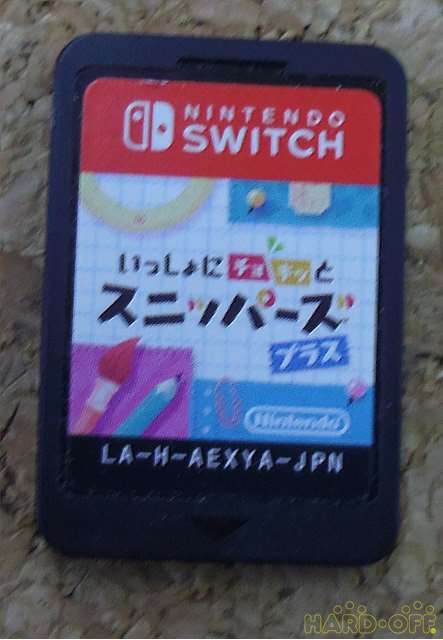 NINTENDO
SWITCH
いっしょにチョキッと
スニッパーズ
プラス
Nintendo
LA-H-AEXYA-JPN
HARD・OFF